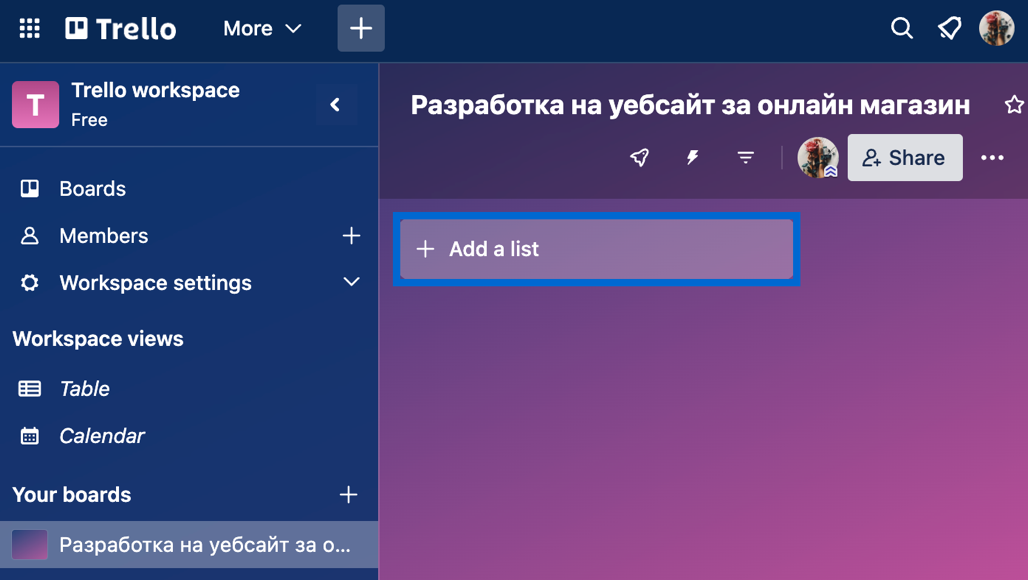 Trello
More
T
Trello workspace
Free
Разработка на уебсайт за онлайн магазин
Share
Boards
Members
Workspace settings
Add a list
Workspace views
Table
Calendar
Your boards
Разработка на уебсайт за о...